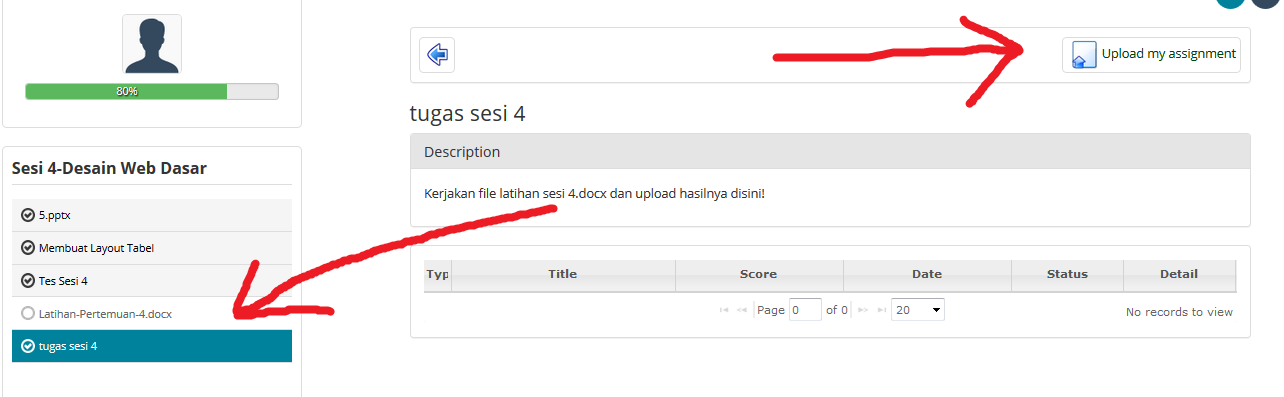 80%
Sesi 4-Desain Web Dasar
5.pptx
Membuat Layout Tabel
Tes Sesi 4
Latihan-Pertemuan-4.docx
tugas sesi 4
Upload my assignment
tugas sesi 4
Description
Kerjakan file latihan sesi 4.docx dan upload hasilnya disini!
Typ Title Score Date Status Detail
Page 0 of 0 20 No records to view